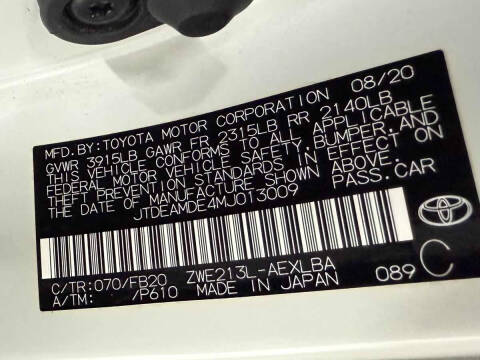 MFD.BY: TOYOTA MOTOR CORPORATION 08/20
GVWR 3915LB GAWR FR 2315LB RR 2140LB
THIS VEHICLE CONFORMS TO ALL APPLICABLE
FEDERAL MOTOR VEHICLE SAFETY, BUMPER, AND
THEFT PREVENTION STANDARDS IN EFFECT ON
THE DATE OF MANUFACTURE SHOWN ABOVE.
JTDEAMDE4MJ013009 PASS.CAR
C/TR:070/FB20 ZWE213L-AEXLBA
A/TM: /P610 MADE IN JAPAN 089 C